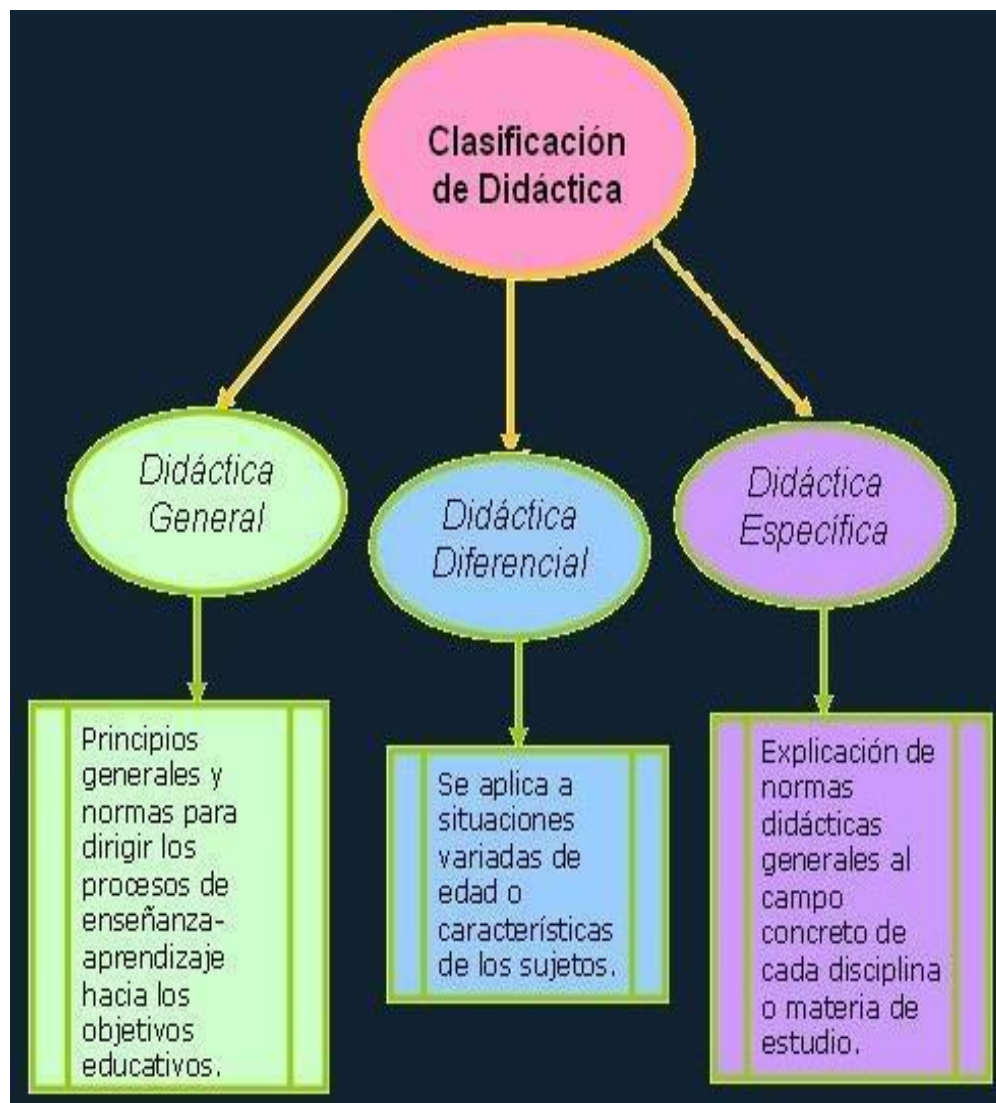 Clasificación
de Didáctica
Didáctica
General
Didáctica
Diferencial
Didáctica
Específica
Principios
generales y
normas para
dirigir los
procesos de
enseñanza-
aprendizaje
hacia los
objetivos
educativos.
Se aplica a
situaciones
variadas de
edad o
características
de los sujetos.
Explicación de
normas
didácticas
generales al
campo
concreto de
cada disciplina
o materia de
estudio.